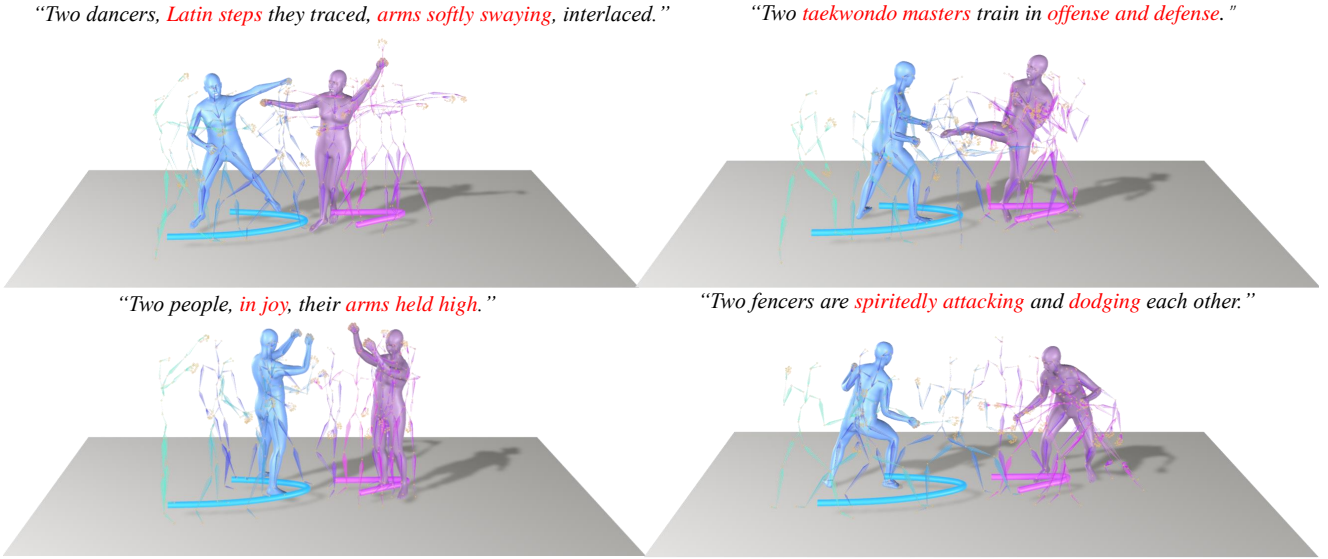 “Two dancers, Latin steps they traced, arms softly swaying, interlaced.”
“Two taekwondo masters train in offense and defense.”
“Two people, in joy, their arms held high.”
“Two fencers are spiritedly attacking and dodging each other.”